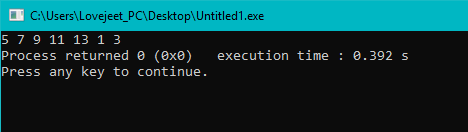 C:\Users\Lovejeet_PC\Desktop\Untitled1.exe
5 7 9 11 13 1 3
Process returned 0 (0x0)   execution time : 0.392 s
Press any key to continue.